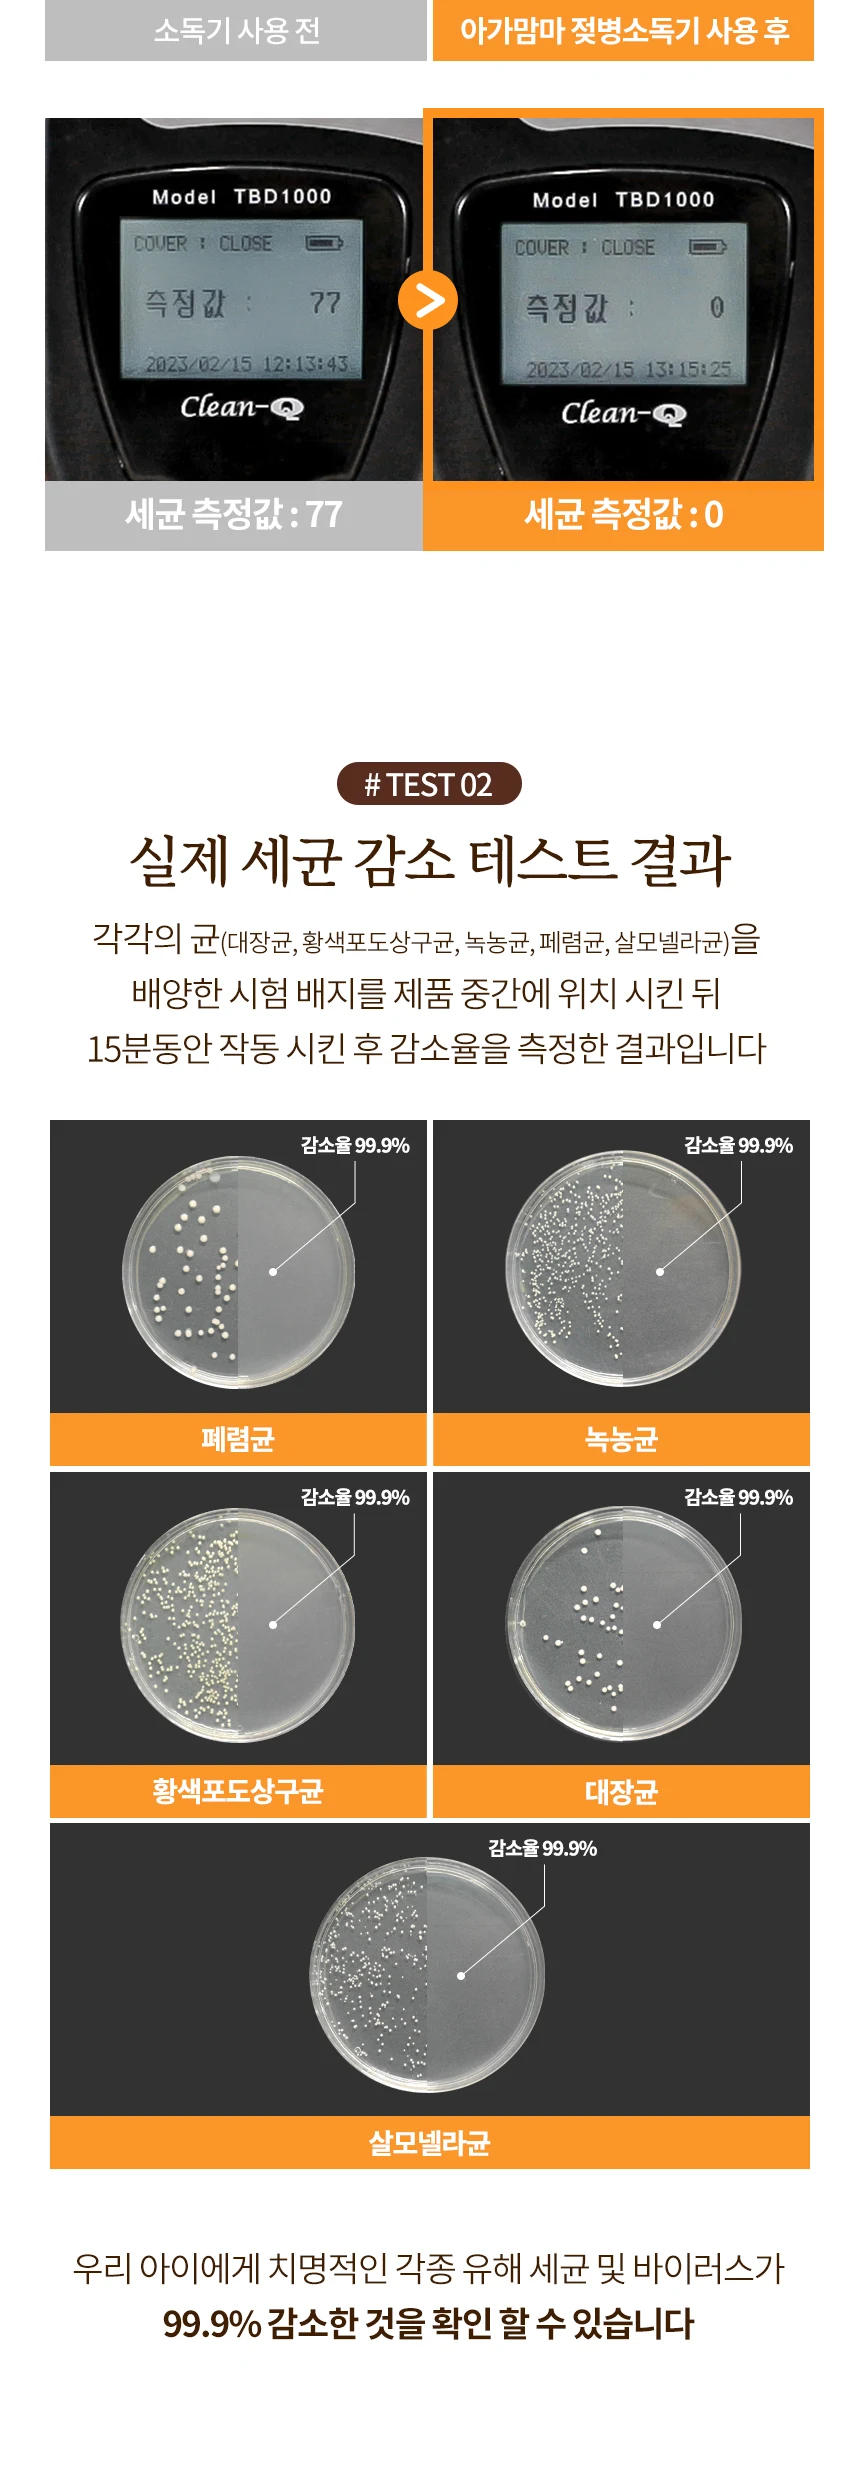 소독기 사용 전
아가맘마 젖병소독기 사용 후
Model TBD1000
COVER : CLOSE
측정값 : 77
2023/02/15 12:13:43
Clean-Q
세균 측정값 : 77
Model TBD1000
COVER : CLOSE
측정값 : 0
2023/02/15 13:15:25
Clean-Q
세균 측정값 : 0
# TEST 02
실제 세균 감소 테스트 결과
각각의 균(대장균, 황색포도상구균, 녹농균, 폐렴균, 살모넬라균)을
배양한 시험 배지를 제품 중간에 위치 시킨 뒤
15분동안 작동 시킨 후 감소율을 측정한 결과입니다
감소율 99.9%
폐렴균
감소율 99.9%
녹농균
감소율 99.9%
황색포도상구균
감소율 99.9%
대장균
감소율 99.9%
살모넬라균
우리 아이에게 치명적인 각종 유해 세균 및 바이러스가
99.9% 감소한 것을 확인 할 수 있습니다